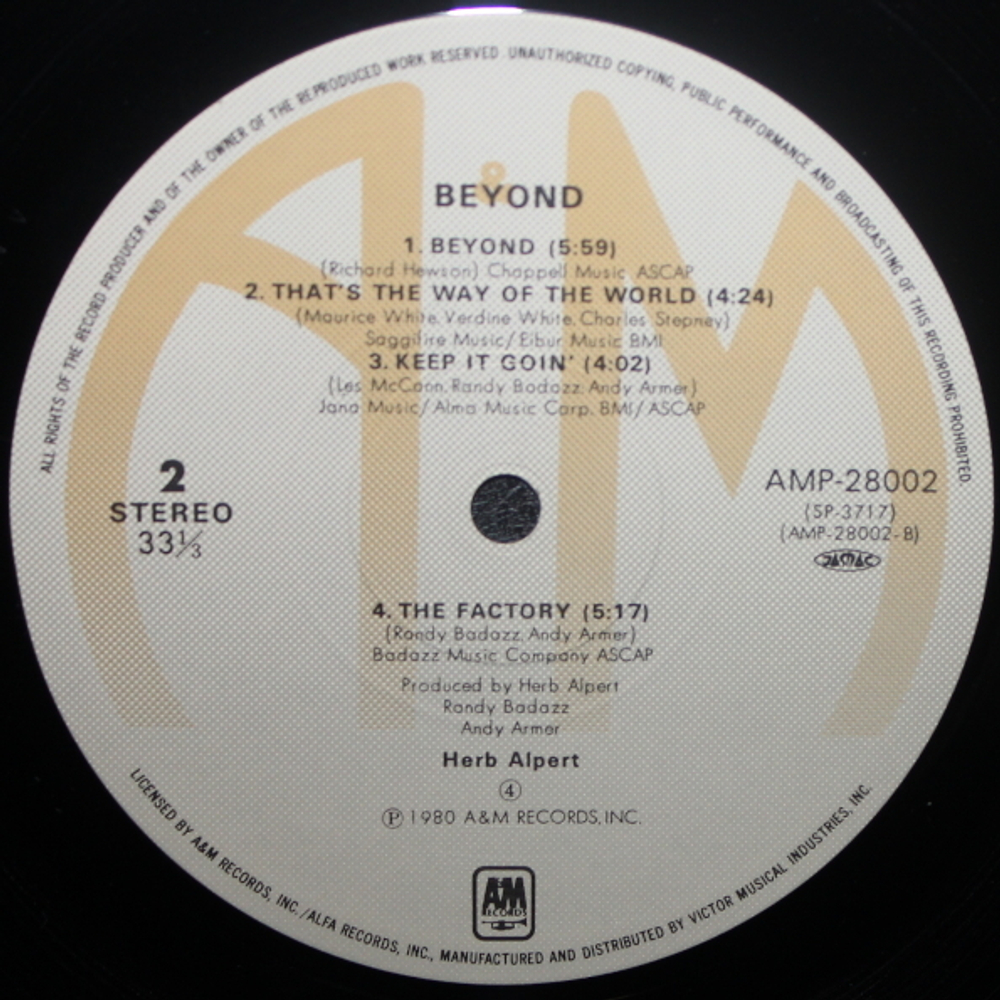 ALL RIGHTS OF THE RECORD PRODUCER AND OF THE OWNER OF THE REPRODUCED WORK RESERVED. UNAUTHORIZED COPYING, PUBLIC PERFORMANCE AND BROADCASTING OF THIS RECORDING PROHIBITED.
A&M
BEYOND
1. BEYOND (5:59)
(Richard Hewson) Chappell Music ASCAP
2. THAT'S THE WAY OF THE WORLD (4:24)
(Maurice White, Verdine White, Charles Stepney)
Saggifire Music/Eibur Music BMI
3. KEEP IT GOIN' (4:02)
(Les McCann, Randy Badazz, Andy Armer)
Jana Music/Alma Music Corp. BMI/ASCAP
2
STEREO
33⅓
AMP-28002
(SP-3717)
(AMP-28002-B)
JASRAC
4. THE FACTORY (5:17)
(Randy Badazz, Andy Armer)
Badazz Music Company ASCAP
Produced by Herb Alpert
Randy Badazz
Andy Armer
Herb Alpert
④
Ⓟ 1980 A&M RECORDS, INC.
A&M
RECORDS
LICENSED BY A&M RECORDS, INC./ALFA RECORDS, INC., MANUFACTURED AND DISTRIBUTED BY VICTOR MUSICAL INDUSTRIES, INC.